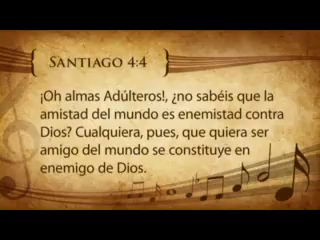 Santiago 4:4
¡Oh almas Adúlteros!, ¿no sabéis que la
amistad del mundo es enemistad contra
Dios? Cualquiera, pues, que quiera ser
amigo del mundo se constituye en
enemigo de Dios.